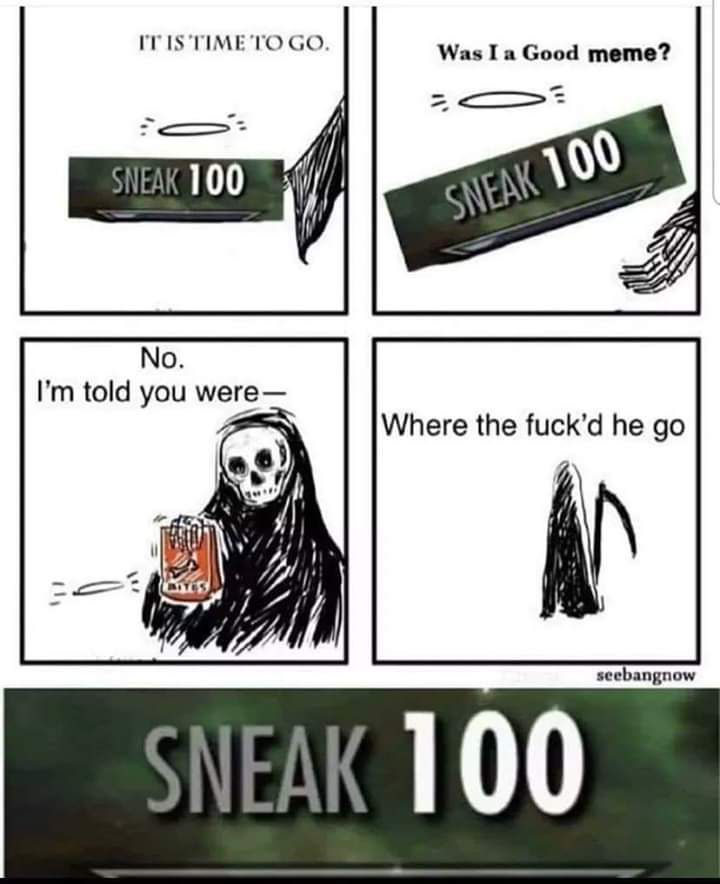 IT IS TIME TO GO.
SNEAK 100
Was I a Good meme?
SNEAK 100
No.
I'm told you were—
BITES
Where the fuck'd he go
seebangnow
SNEAK 100